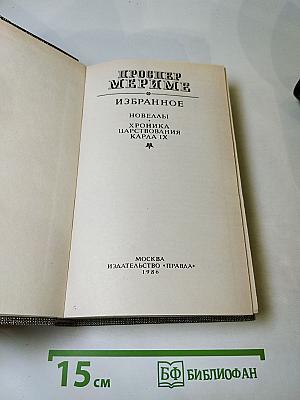 ПРОСПЕР
МЕРИМЕ
ИЗБРАННОЕ
НОВЕЛЛЫ
ХРОНИКА
ЦАРСТВОВАНИЯ
КАРЛА IX
МОСКВА
ИЗДАТЕЛЬСТВО «ПРАВДА»
1986
15 см
БФ БИБЛИОФАН